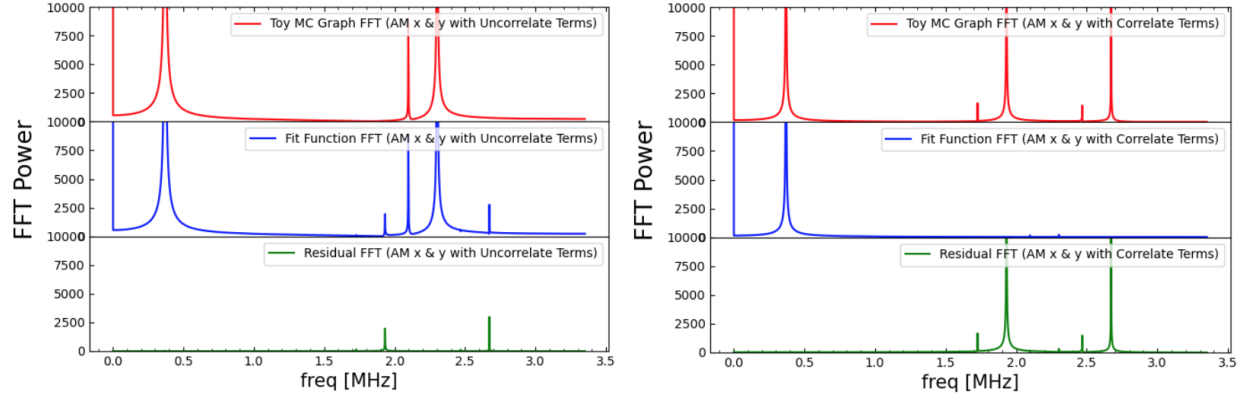 FFT Power
10000
7500
5000
2500
0
Toy MC Graph FFT (AM x & y with Uncorrelate Terms)
10000
7500
5000
2500
0
Fit Function FFT (AM x & y with Uncorrelate Terms)
10000
7500
5000
2500
0
Residual FFT (AM x & y with Uncorrelate Terms)
0.0 0.5 1.0 1.5 2.0 2.5 3.0 3.5
freq [MHz]
FFT Power
10000
7500
5000
2500
0
Toy MC Graph FFT (AM x & y with Correlate Terms)
10000
7500
5000
2500
0
Fit Function FFT (AM x & y with Correlate Terms)
10000
7500
5000
2500
0
Residual FFT (AM x & y with Correlate Terms)
0.0 0.5 1.0 1.5 2.0 2.5 3.0 3.5
freq [MHz]